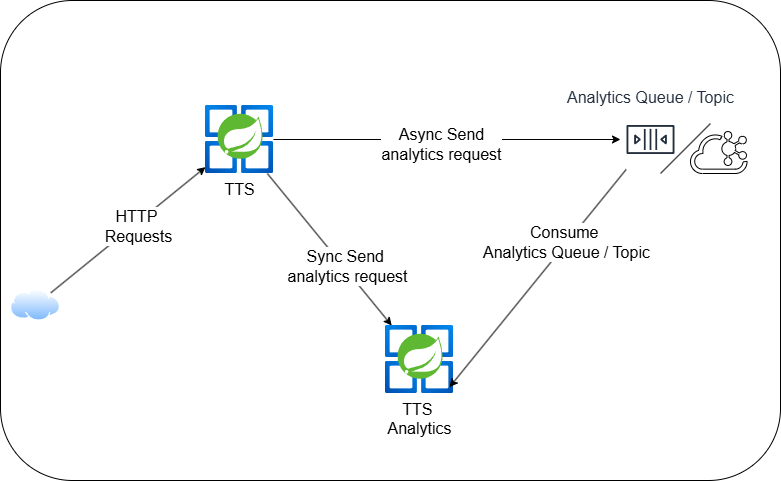 Analytics Queue / Topic
Async Send
analytics request
TTS
HTTP
Requests
Sync Send
analytics request
Consume
Analytics Queue / Topic
TTS
Analytics